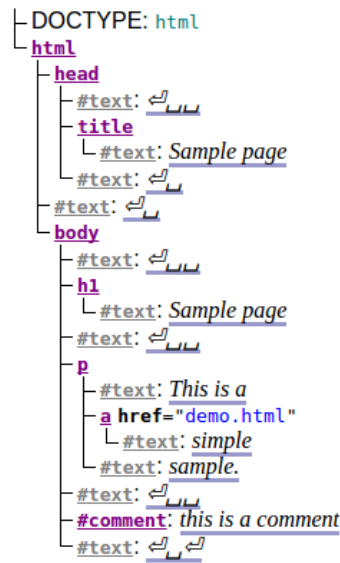 DOCTYPE: html
html
head
#text: ⏎␣␣
title
#text: Sample page
#text: ⏎␣
#text: ⏎␣
body
#text: ⏎␣␣
h1
#text: Sample page
#text: ⏎␣␣
p
#text: This is a
a href="demo.html"
#text: simple
#text: sample.
#text: ⏎␣␣
#comment: this is a comment
#text: ⏎␣⏎